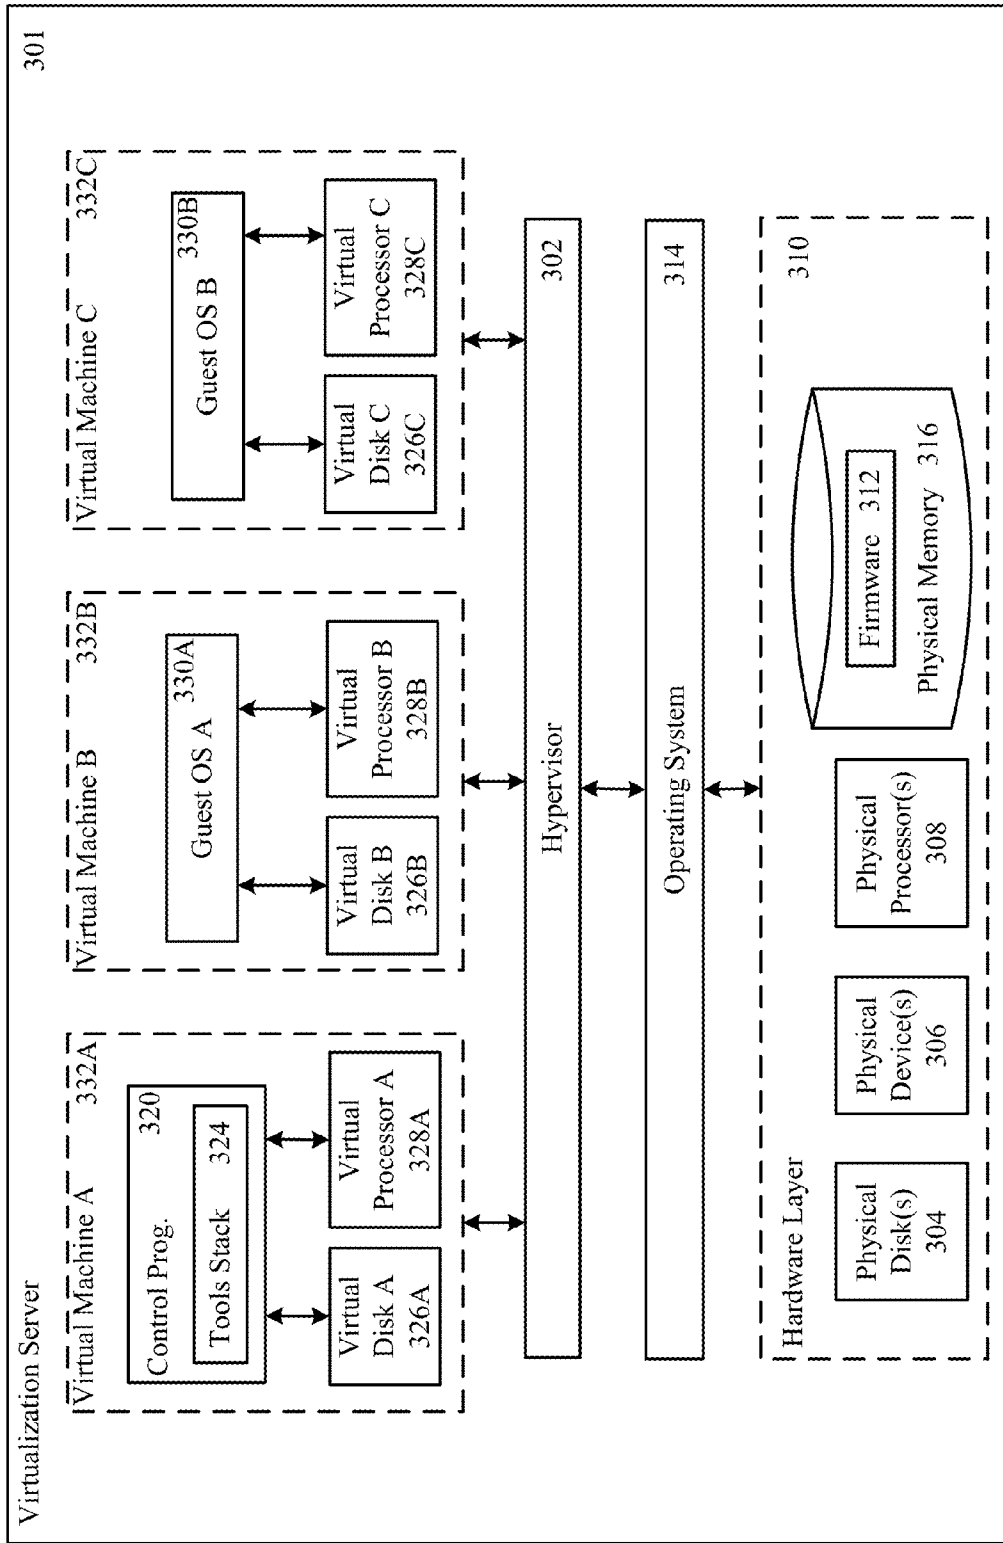 Virtualization Server
301
Virtual Machine A
332A
Control Prog.
320
Tools Stack
324
Virtual
Disk A
326A
Virtual
Processor A
328A
Virtual Machine B
332B
Guest OS A
330A
Virtual
Disk B
326B
Virtual
Processor B
328B
Virtual Machine C
332C
Guest OS B
330B
Virtual
Disk C
326C
Virtual
Processor C
328C
Hypervisor
302
Operating System
314
Hardware Layer
310
Physical
Disk(s)
304
Physical
Device(s)
306
Physical
Processor(s)
308
Firmware 312
Physical Memory 316